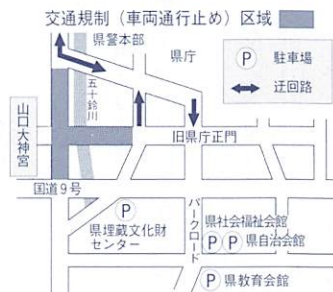 交通規制（車両通行止め）区域
県警本部
県庁
Ⓟ 駐車場
迂回路
五十鈴川
山口大神宮
旧県庁正門
国道9号
Ⓟ
県埋蔵文化財
センター
パークロード
県社会福祉会館
ⓅⓅ県自治会館
Ⓟ県教育会館